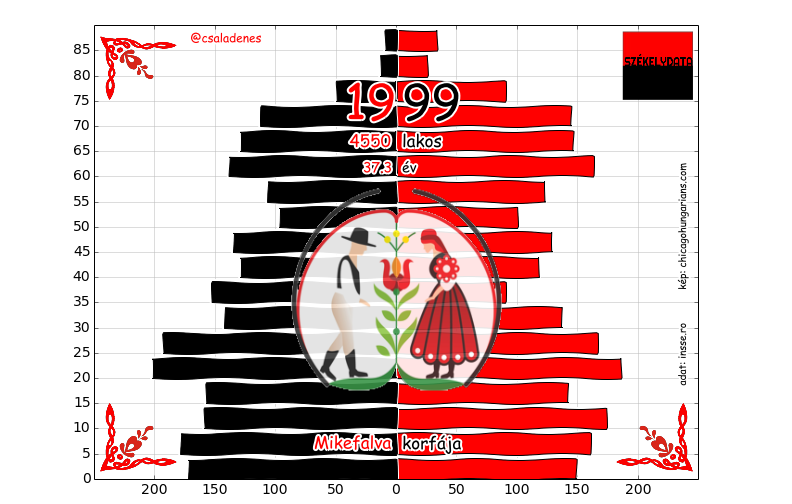 @csaladenes
SZÉKELYDATA
1999
4550 lakos
37.3 év
kép: chicagohungarians.com
adat: insse.ro
Mikefalva korfája
85
80
75
70
65
60
55
50
45
40
35
30
25
20
15
10
5
0
200 150 100 50 0 50 100 150 200